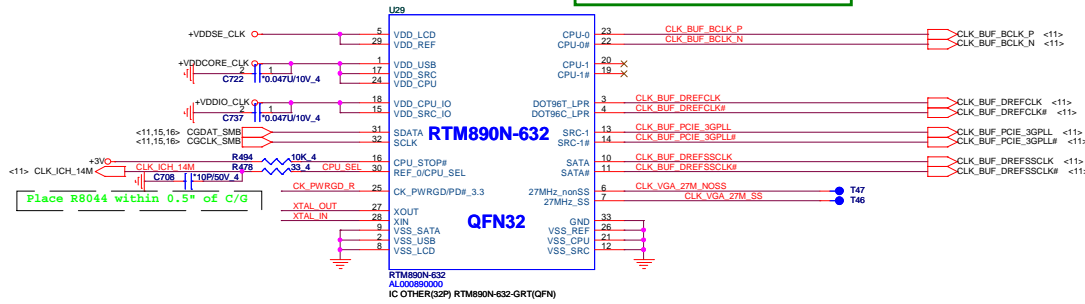 U29
+VDDSE_CLK 5 VDD_LCD CPU-0 23 CLK_BUF_BCLK_P CLK_BUF_BCLK_P <11>
29 VDD_REF CPU-0# 22 CLK_BUF_BCLK_N CLK_BUF_BCLK_N <11>
+VDDCORE_CLK 1 VDD_USB CPU-1 20
2 1 17 VDD_SRC CPU-1# 19
C722 *0.047U/10V_4 24 VDD_CPU
+VDDIO_CLK 18 VDD_CPU_IO DOT96T_LPR 3 CLK_BUF_DREFCLK CLK_BUF_DREFCLK <11>
2 1 15 VDD_SRC_IO DOT96C_LPR 4 CLK_BUF_DREFCLK# CLK_BUF_DREFCLK# <11>
C737 *0.047U/10V_4
<11,15,16> CGDAT_SMB 31 SDATA RTM890N-632 SRC-1 13 CLK_BUF_PCIE_3GPLL CLK_BUF_PCIE_3GPLL <11>
<11,15,16> CGCLK_SMB 32 SCLK SRC-1# 14 CLK_BUF_PCIE_3GPLL# CLK_BUF_PCIE_3GPLL# <11>
+3V R494 10K_4 16 CPU_STOP# SATA 10 CLK_BUF_DREFSSCLK CLK_BUF_DREFSSCLK <11>
<11> CLK_ICH_14M CLK_ICH_14M R478 33_4 CPU_SEL 30 REF_0/CPU_SEL SATA# 11 CLK_BUF_DREFSSCLK# CLK_BUF_DREFSSCLK# <11>
C708 *10P/50V_4
CK_PWRGD_R 25 CK_PWRGD/PD#_3.3 27MHz_nonSS 6 CLK_VGA_27M_NOSS T47
27MHz_SS 7 CLK_VGA_27M_SS T46
Place R8044 within 0.5" of C/G
XTAL_OUT 27 XOUT
XTAL_IN 28 XIN QFN32 GND 33
9 VSS_SATA VSS_REF 26
2 VSS_USB VSS_CPU 21
8 VSS_LCD VSS_SRC 12
RTM890N-632
AL000890000
IC OTHER(32P) RTM890N-632-GRT(QFN)